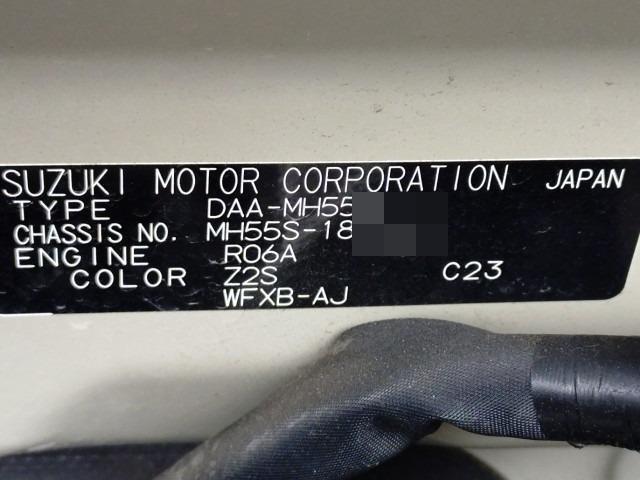 SUZUKI MOTOR CORPORATION JAPAN
TYPE DAA-MH55
CHASSIS NO. MH55S-18
ENGINE R06A
COLOR Z2S C23
WFXB-AJ